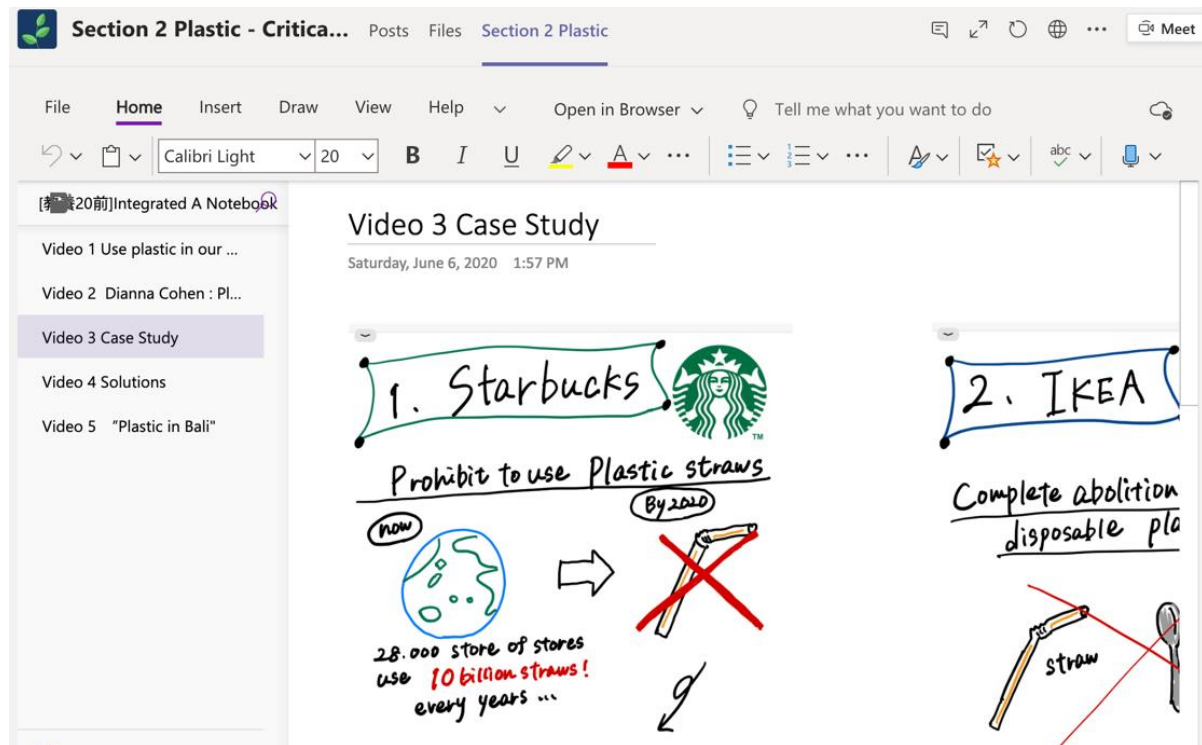 Section 2 Plastic - Critica... Posts Files Section 2 Plastic ... Meet
File Home Insert Draw View Help Open in Browser Tell me what you want to do
Calibri Light 20 B I U A ... ... abc
20前]Integrated A Notebook
Video 1 Use plastic in our ...
Video 2 Dianna Cohen : Pl...
Video 3 Case Study
Video 4 Solutions
Video 5 "Plastic in Bali"
Video 3 Case Study
Saturday, June 6, 2020 1:57 PM
1. Starbucks
TM
Prohibit to use Plastic straws
now
By 2020
28.000 store of stores
use 10 billion straws!
every years ...
2. IKEA
Complete abolition
disposable pla
straw